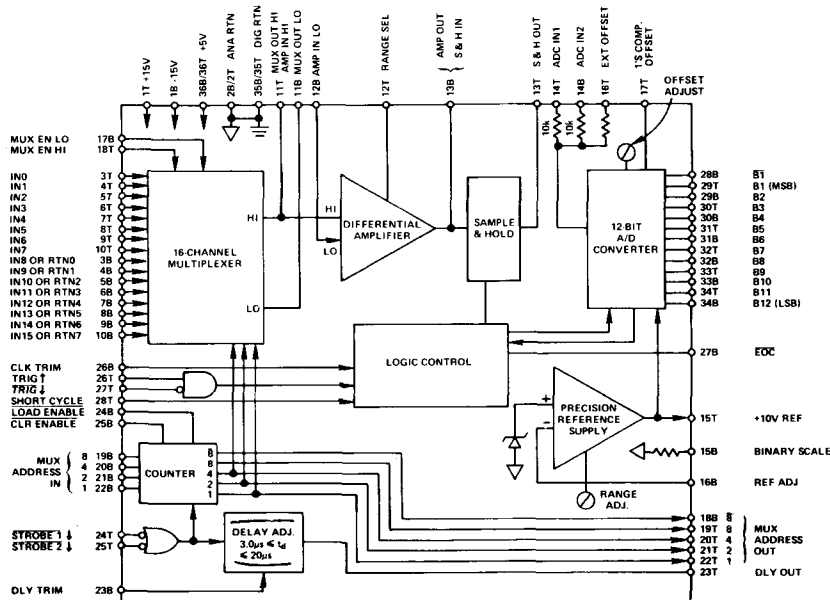 1T +15V
1B -15V
36B/36T +5V
2B/2T ANA RTN
35B/35T DIG RTN
11T MUX OUT HI
AMP IN HI
11B MUX OUT LO
12B AMP IN LO
12T RANGE SEL
13B { AMP OUT
S & H IN
13T S & H OUT
14T ADC IN1
14B ADC IN2
16T EXT OFFSET
17T 1'S COMP.
OFFSET
OFFSET
ADJUST
10k
10k
MUX EN LO 17B
MUX EN HI 18T
IN0 3T
IN1 4T
IN2 5T
IN3 6T
IN4 7T
IN5 8T
IN6 9T
IN7 10T
IN8 OR RTN0 3B
IN9 OR RTN1 4B
IN10 OR RTN2 5B
IN11 OR RTN3 6B
IN12 OR RTN4 7B
IN13 OR RTN5 8B
IN14 OR RTN6 9B
IN15 OR RTN7 10B
16-CHANNEL
MULTIPLEXER
HI
LO
HI
LO
DIFFERENTIAL
AMPLIFIER
SAMPLE
& HOLD
12-BIT
A/D
CONVERTER
28B B̅1̅
29T B1 (MSB)
29B B2
30T B3
30B B4
31T B5
31B B6
32T B7
32B B8
33T B9
33B B10
34T B11
34B B12 (LSB)
27B E̅O̅C̅
CLK TRIM 26B
TRIG ↑ 26T
T̅R̅I̅G̅ ↓ 27T
S̅H̅O̅R̅T̅ C̅Y̅C̅L̅E̅ 28T
L̅O̅A̅D̅ E̅N̅A̅B̅L̅E̅ 24B
C̅L̅R̅ E̅N̅A̅B̅L̅E̅ 25B
LOGIC CONTROL
+
−
PRECISION
REFERENCE
SUPPLY
RANGE
ADJ.
15T +10V REF
15B BINARY SCALE
16B REF ADJ
MUX
ADDRESS
IN
8 19B
4 20B
2 21B
1 22B
COUNTER
8̅
8
4
2
1
S̅T̅R̅O̅B̅E̅ 1̅ ↓ 24T
S̅T̅R̅O̅B̅E̅ 2̅ ↓ 25T
DELAY ADJ.
3.0µs ≤ td
≤ 20µs
DLY TRIM 23B
18B 8̅
19T 8
20T 4
21T 2
22T 1
MUX
ADDRESS
OUT
23T DLY OUT